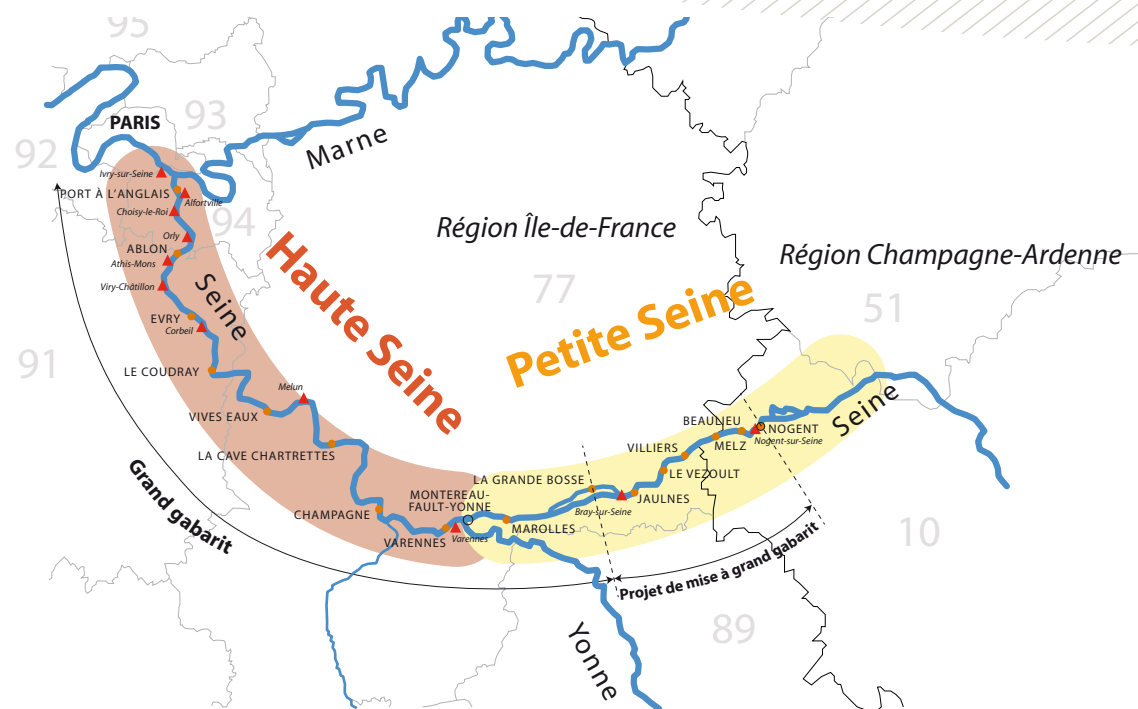 95
93
PARIS
92
Marne
Ivry-sur-Seine
PORT À L'ANGLAIS
Alfortville
Choisy-le-Roi
94
Orly
ABLON
Athis-Mons
Viry-Châtillon
Seine
EVRY
Corbeil
91
LE COUDRAY
Melun
VIVES EAUX
LA CAVE CHARTRETTES
CHAMPAGNE
VARENNES
Varennes
MONTEREAU-
FAULT-YONNE
Haute Seine
Région Île-de-France
77
Petite Seine
Région Champagne-Ardenne
51
Seine
BEAULIEU
NOGENT
Nogent-sur-Seine
MELZ
VILLIERS
LE VEZOULT
LA GRANDE BOSSE
JAULNES
Bray-sur-Seine
MAROLLES
10
Grand gabarit
Projet de mise à grand gabarit
89
Yonne